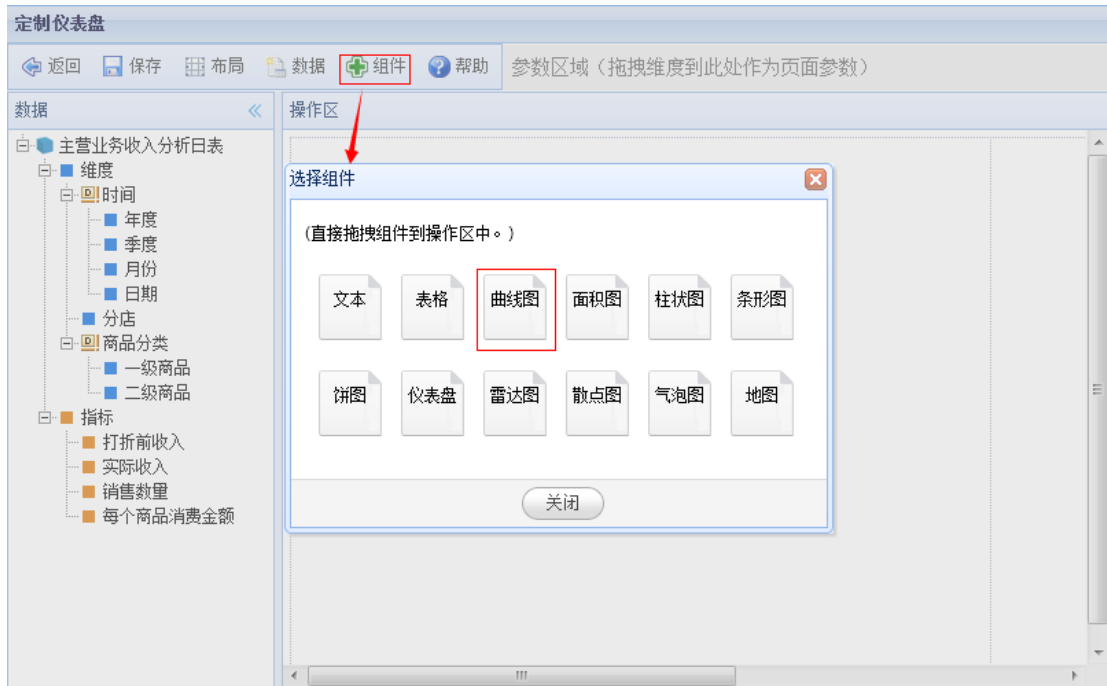 定制仪表盘
返回 保存 布局 数据 组件 帮助 参数区域（拖拽维度到此处作为页面参数）
数据 操作区
主营业务收入分析日表
维度
时间
年度
季度
月份
日期
分店
商品分类
一级商品
二级商品
指标
打折前收入
实际收入
销售数量
每个商品消费金额
选择组件
(直接拖拽组件到操作区中。)
文本 表格 曲线图 面积图 柱状图 条形图
饼图 仪表盘 雷达图 散点图 气泡图 地图
关闭